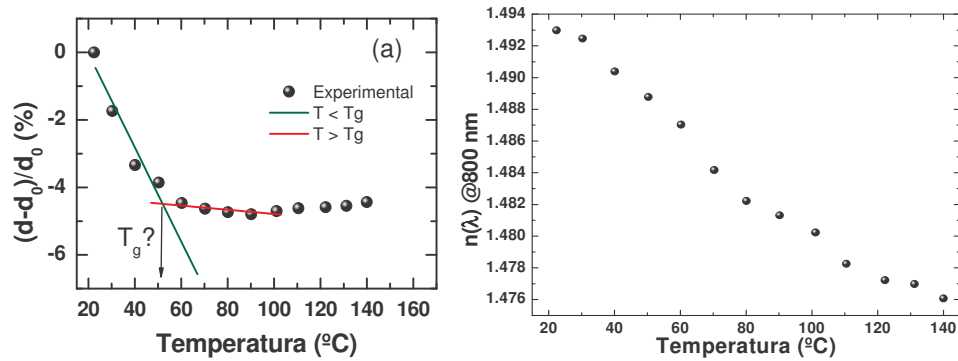 (a)
0
-2
-4
-6
(d-d₀)/d₀ (%)
Experimental
T < Tg
T > Tg
T_g?
20 40 60 80 100 120 140 160
Temperatura (ºC)
1.494
1.492
1.490
1.488
1.486
1.484
1.482
1.480
1.478
1.476
n(λ) @800 nm
20 40 60 80 100 120 140
Temperatura (ºC)